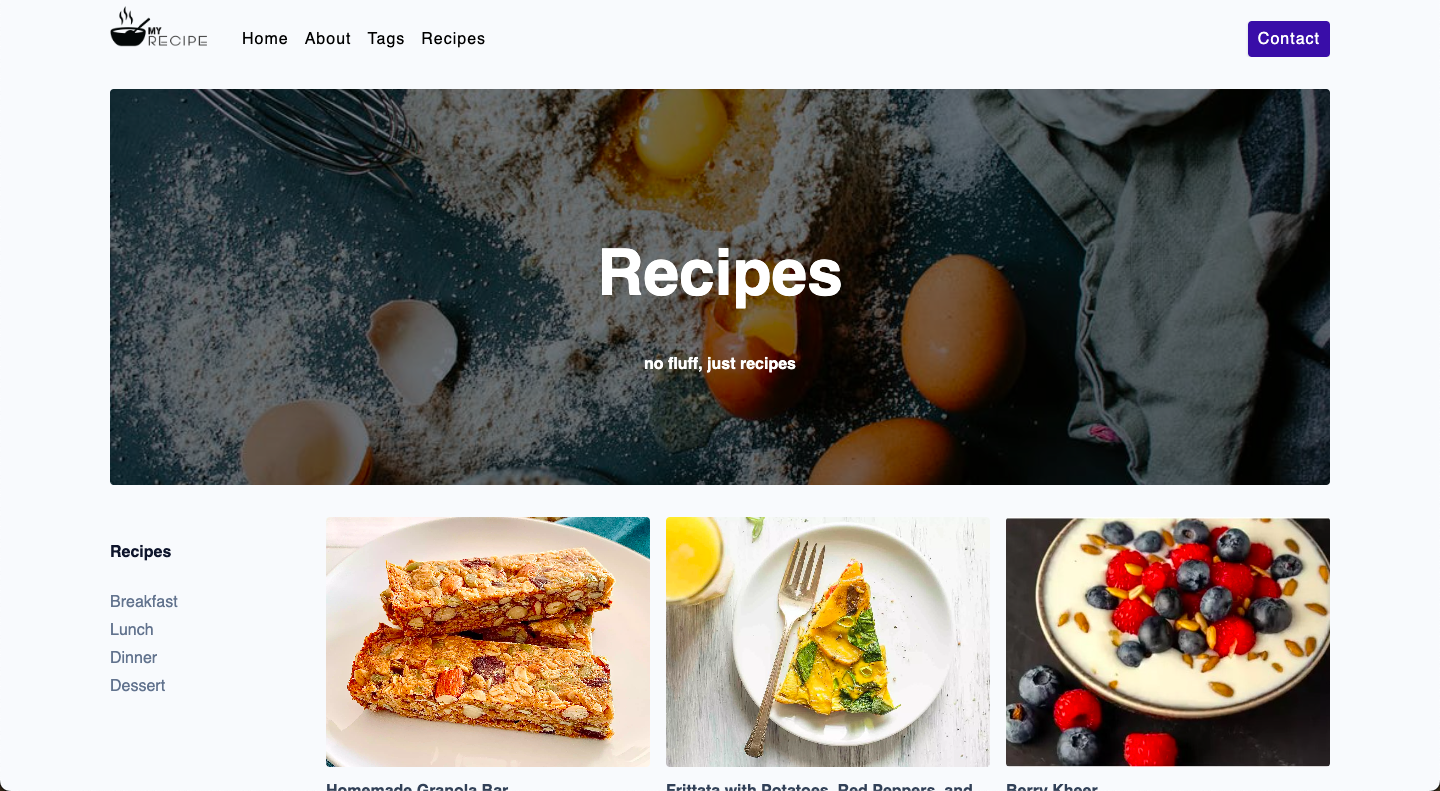 MY
RECIPE
Home
About
Tags
Recipes
Contact
Recipes
no fluff, just recipes
Recipes
Breakfast
Lunch
Dinner
Dessert
Homemade Granola Bar
Frittata with Potatoes, Red Peppers, and
Berry Kheer